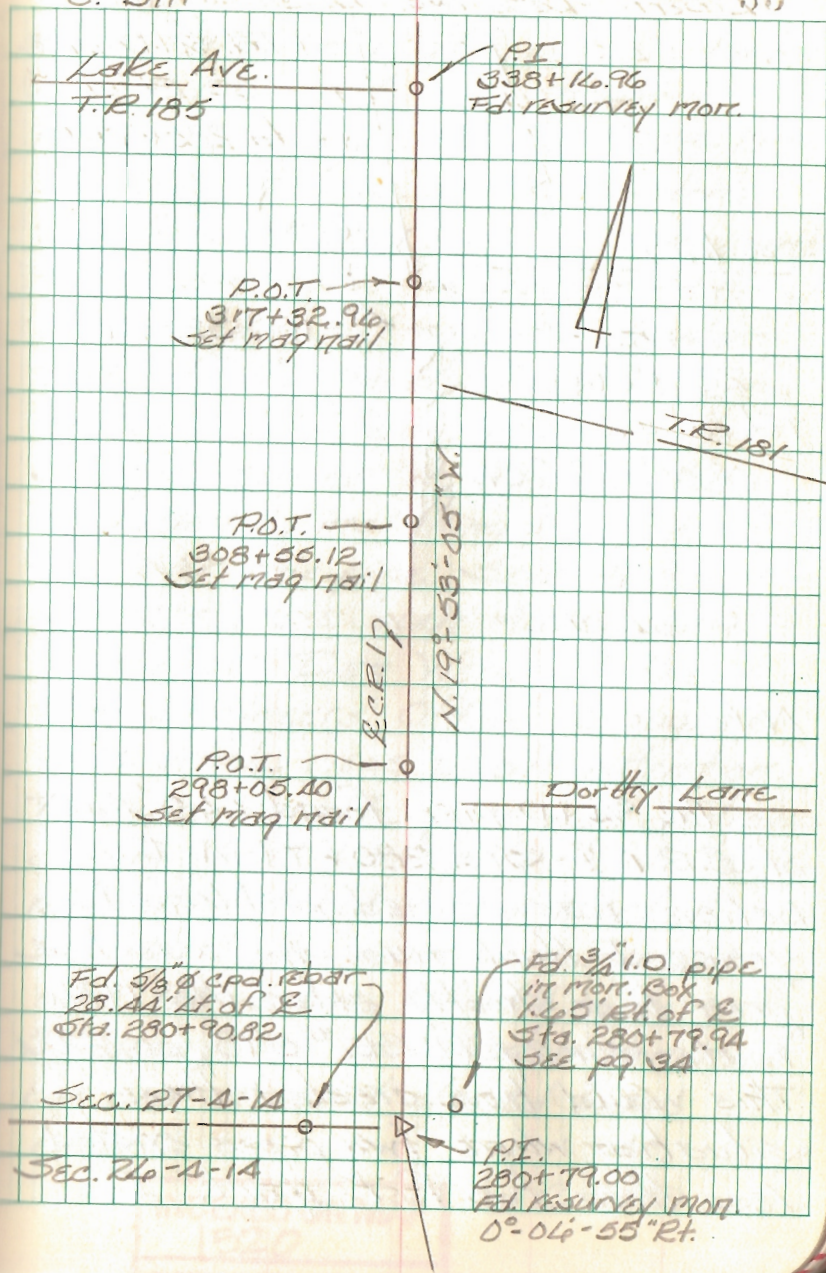 Lake Ave.
T.R. 185
P.I.
338+16.96
Fd. resurvey mon.
P.O.T.
317+32.96
Set mag nail
T.R. 181
P.O.T.
308+55.12
Set mag nail
N. 19°-53'-05" W.
℄ C.R. 17
P.O.T.
298+05.40
Set mag nail
Dortty Lane
Fd. 5/8" ø cpd. rebar
28.44' Lt. of ℄
Sta. 280+90.82
Fd. 3/4" I.D. pipe
in mon. Box
1.65' Rt. of ℄
Sta. 280+79.94
See pg. 34
Sec. 27-4-14
Sec. 26-4-14
P.I.
280+79.00
Fd. resurvey mon.
0°-06'-55" Rt.